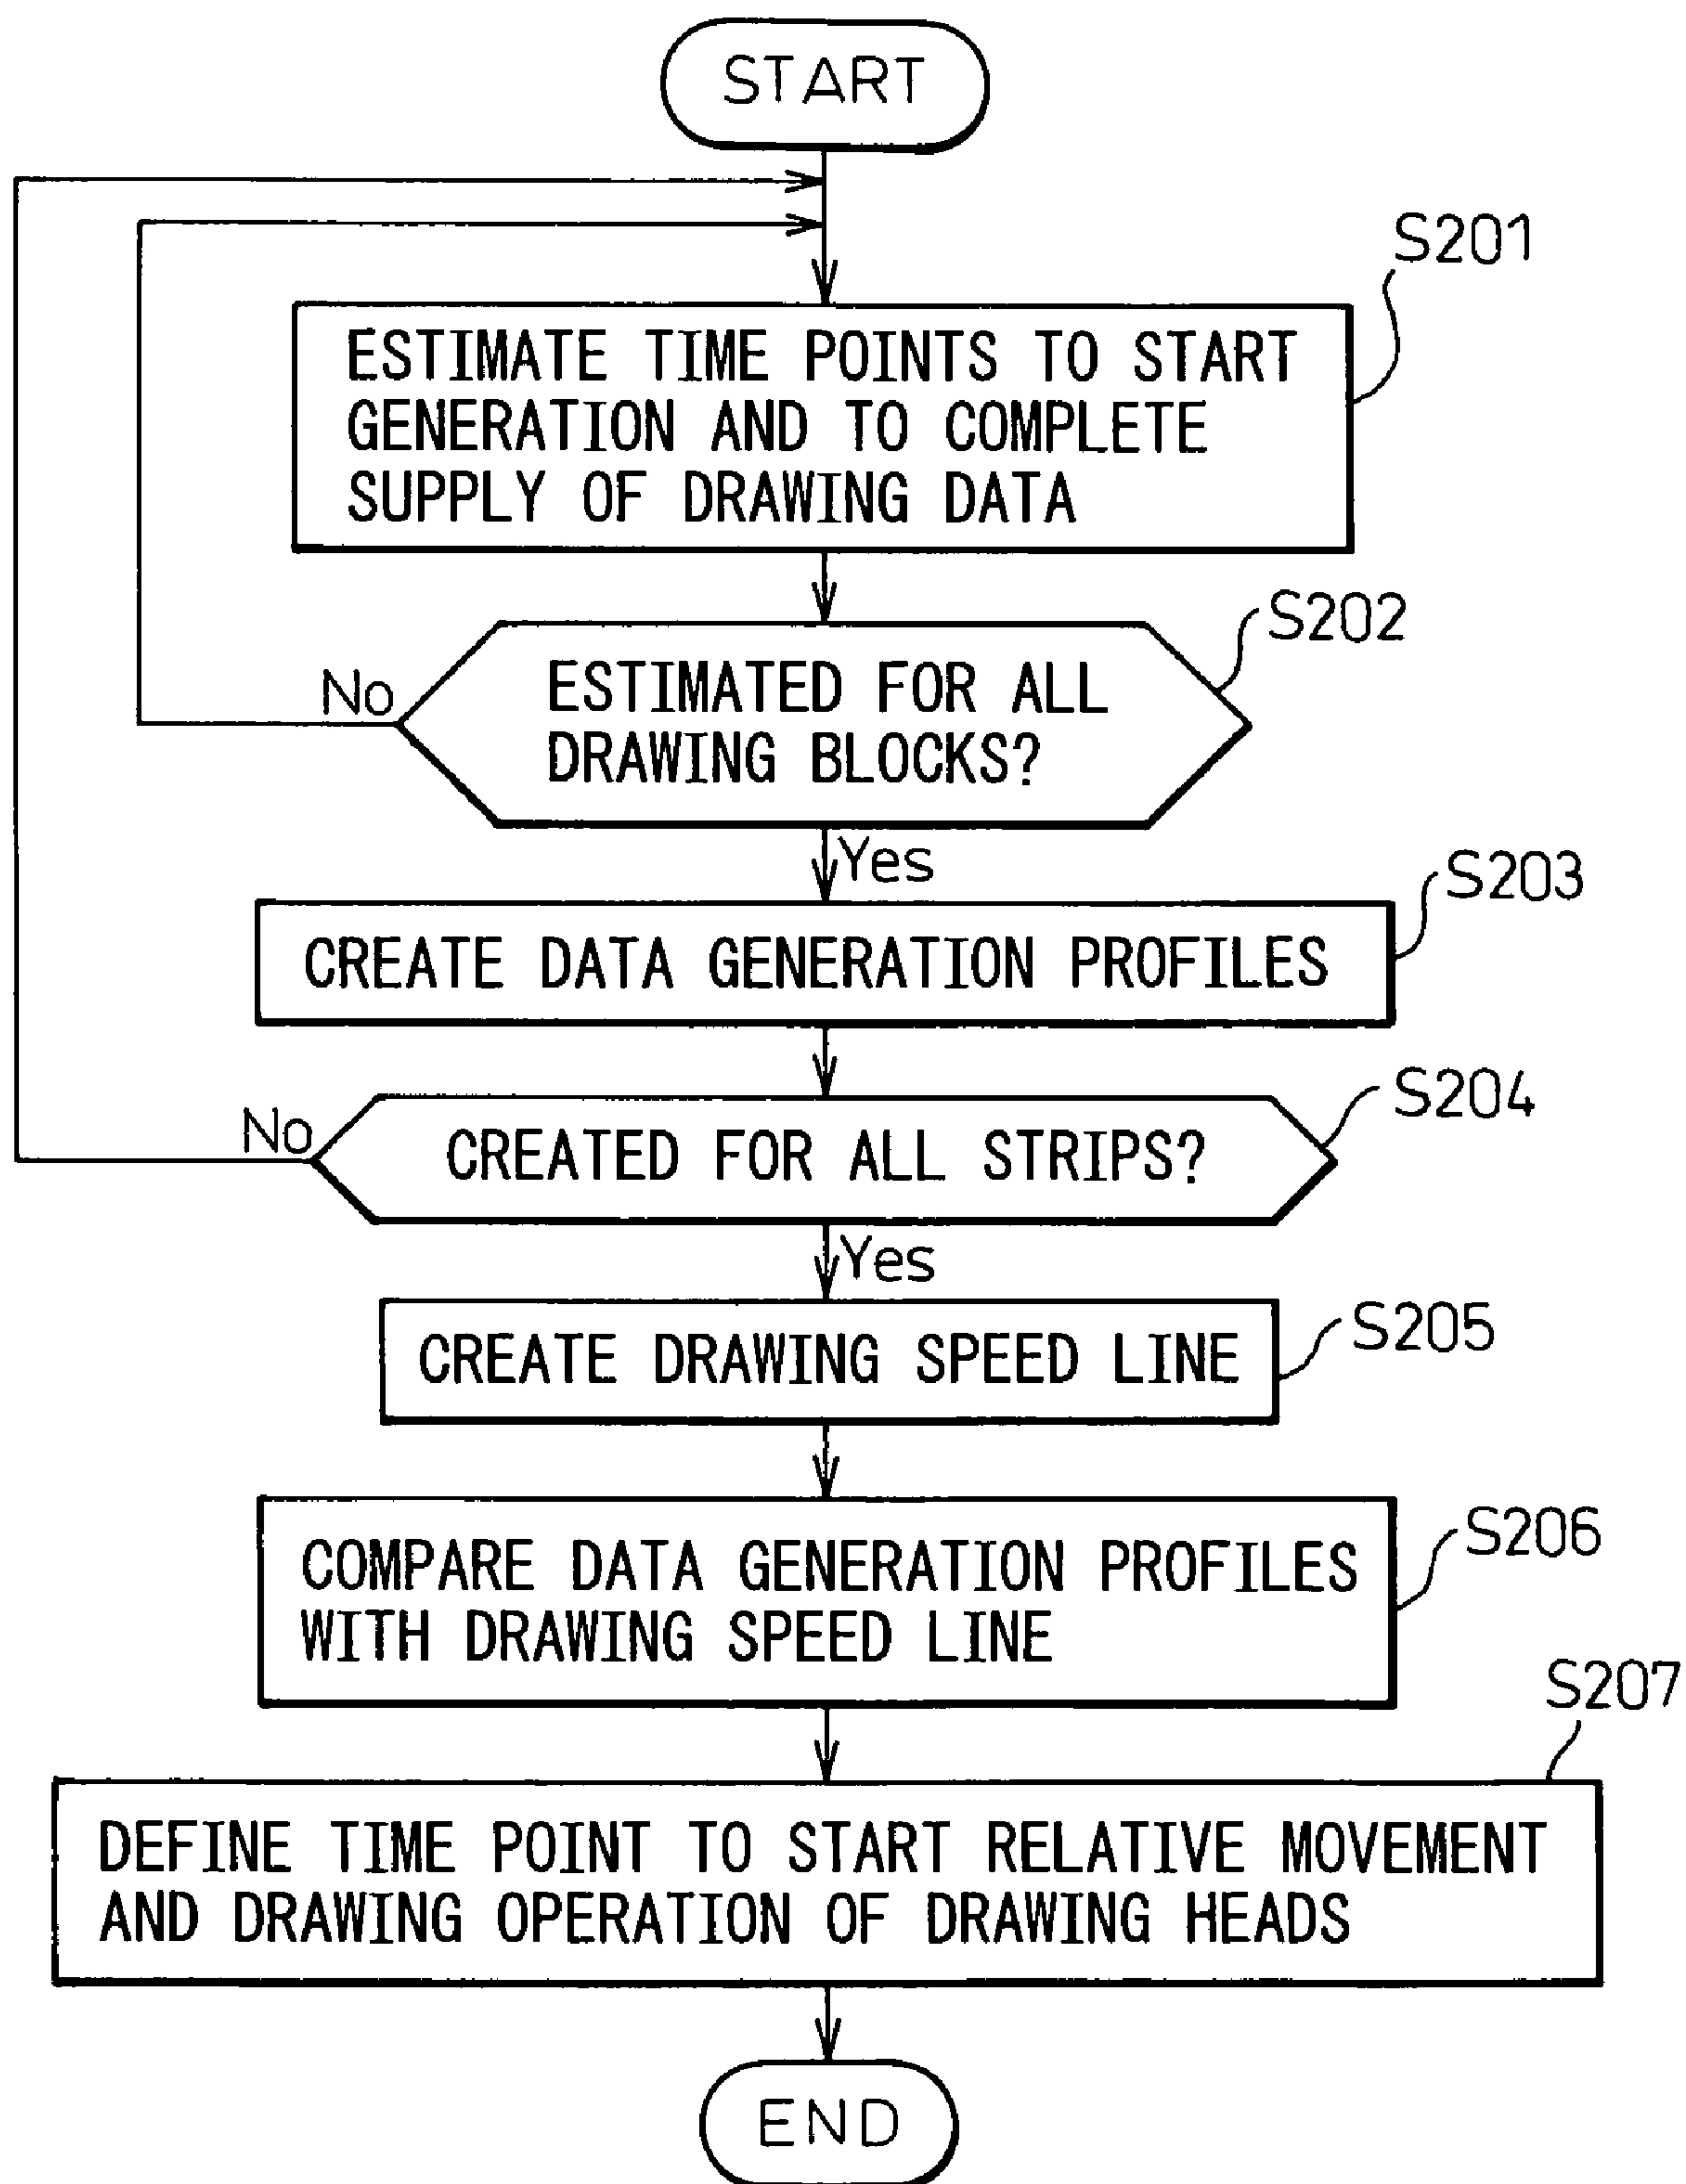 START
S201
ESTIMATE TIME POINTS TO START
GENERATION AND TO COMPLETE
SUPPLY OF DRAWING DATA
S202
No
ESTIMATED FOR ALL
DRAWING BLOCKS?
Yes
S203
CREATE DATA GENERATION PROFILES
S204
No
CREATED FOR ALL STRIPS?
Yes
S205
CREATE DRAWING SPEED LINE
S206
COMPARE DATA GENERATION PROFILES
WITH DRAWING SPEED LINE
S207
DEFINE TIME POINT TO START RELATIVE MOVEMENT
AND DRAWING OPERATION OF DRAWING HEADS
END